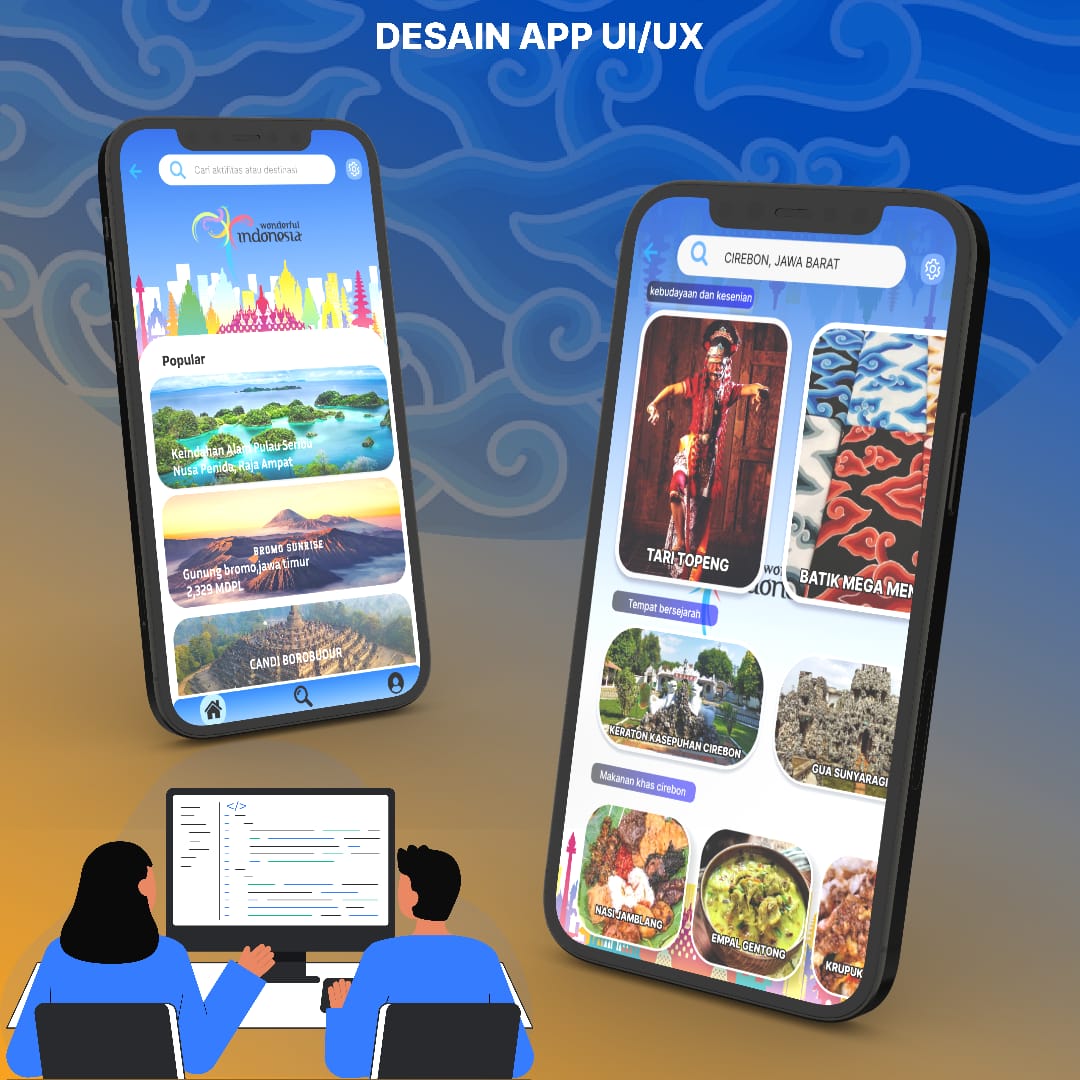 DESAIN APP UI/UX
Cari aktifitas atau destinasi
wonderful
indonesia
Popular
Keindahan Alam Pulau Seribu
Nusa Penida, Raja Ampat
BROMO SUNRISE
Gunung bromo,jawa timur
2,329 MDPL
CANDI BOROBUDUR
CIREBON, JAWA BARAT
kebudayaan dan kesenian
TARI TOPENG
BATIK MEGA MEN
Tempat bersejarah
KERATON KASEPUHAN CIREBON
GUA SUNYARAGI
Makanan khas cirebon
NASI JAMBLANG
EMPAL GENTONG
KRUPUK
</>